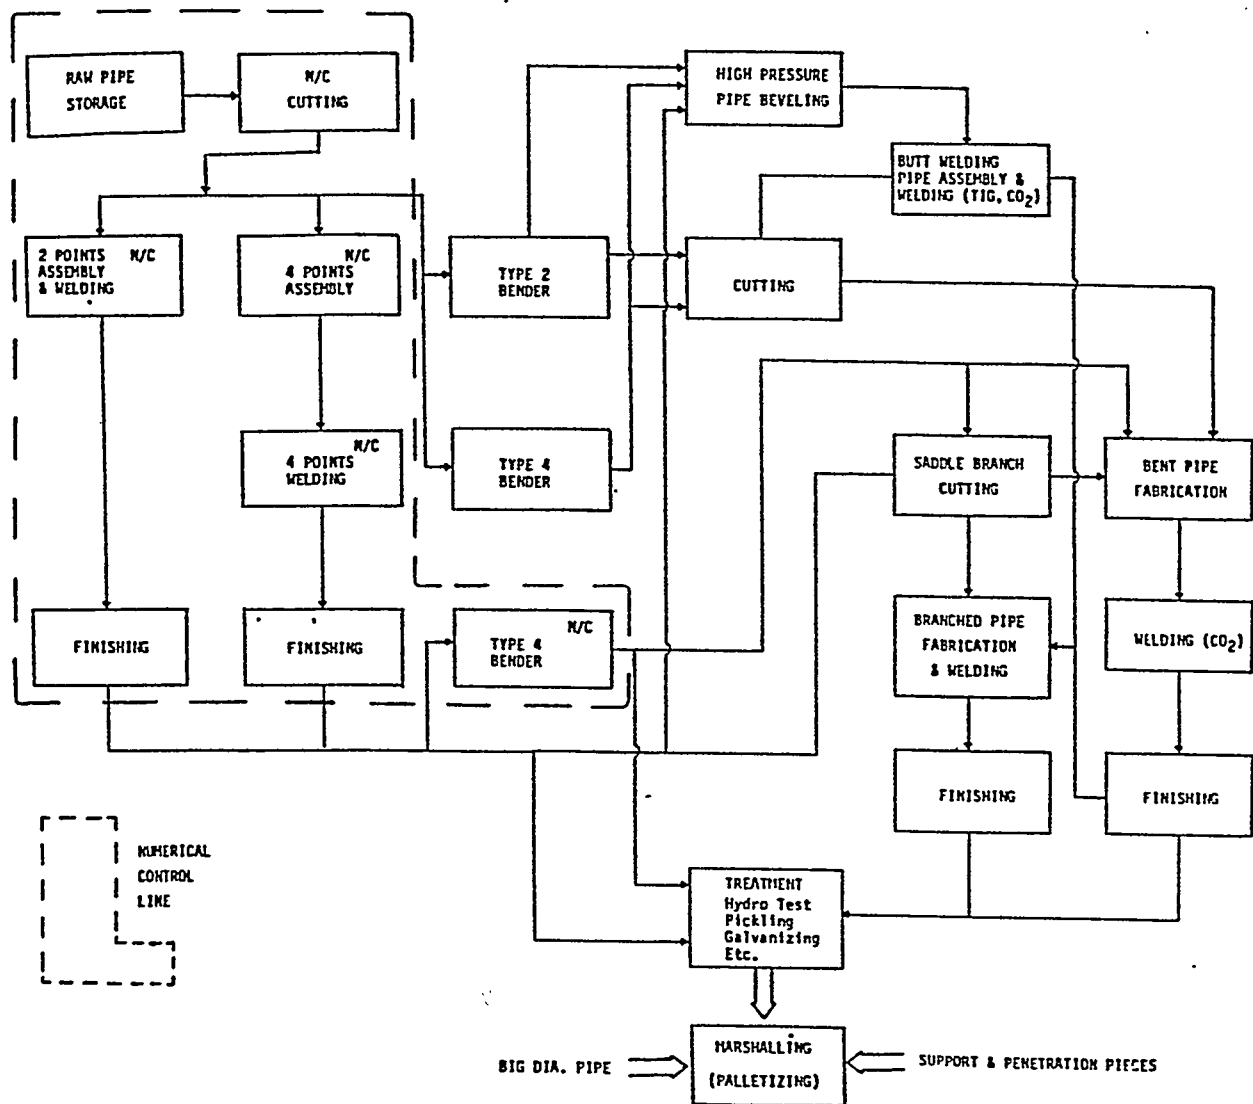 RAW PIPE
STORAGE
N/C
CUTTING
HIGH PRESSURE
PIPE BEVELING
BUTT WELDING
PIPE ASSEMBLY &
WELDING (TIG, CO2)
2 POINTS N/C
ASSEMBLY
& WELDING
N/C
4 POINTS
ASSEMBLY
TYPE 2
BENDER
CUTTING
N/C
4 POINTS
WELDING
TYPE 4
BENDER
SADDLE BRANCH
CUTTING
BENT PIPE
FABRICATION
FINISHING
FINISHING
N/C
TYPE 4
BENDER
BRANCHED PIPE
FABRICATION
& WELDING
WELDING (CO2)
FINISHING
FINISHING
NUMERICAL
CONTROL
LINE
TREATMENT
Hydro Test
Pickling
Galvanizing
Etc.
BIG DIA. PIPE
MARSHALLING
(PALLETIZING)
SUPPORT & PENETRATION PIECES